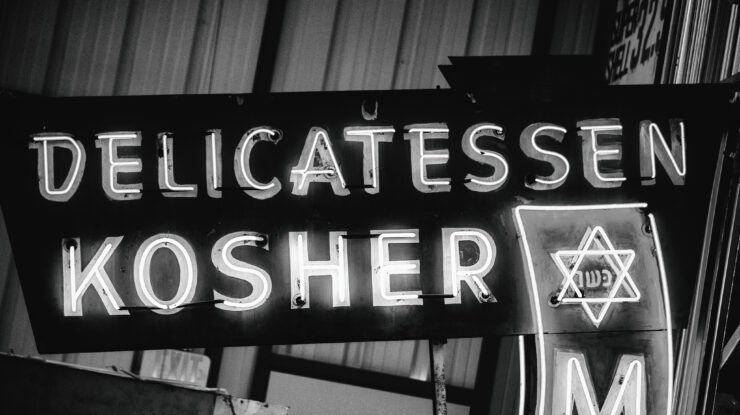 DELICATESSEN
KOSHER
כשר
M